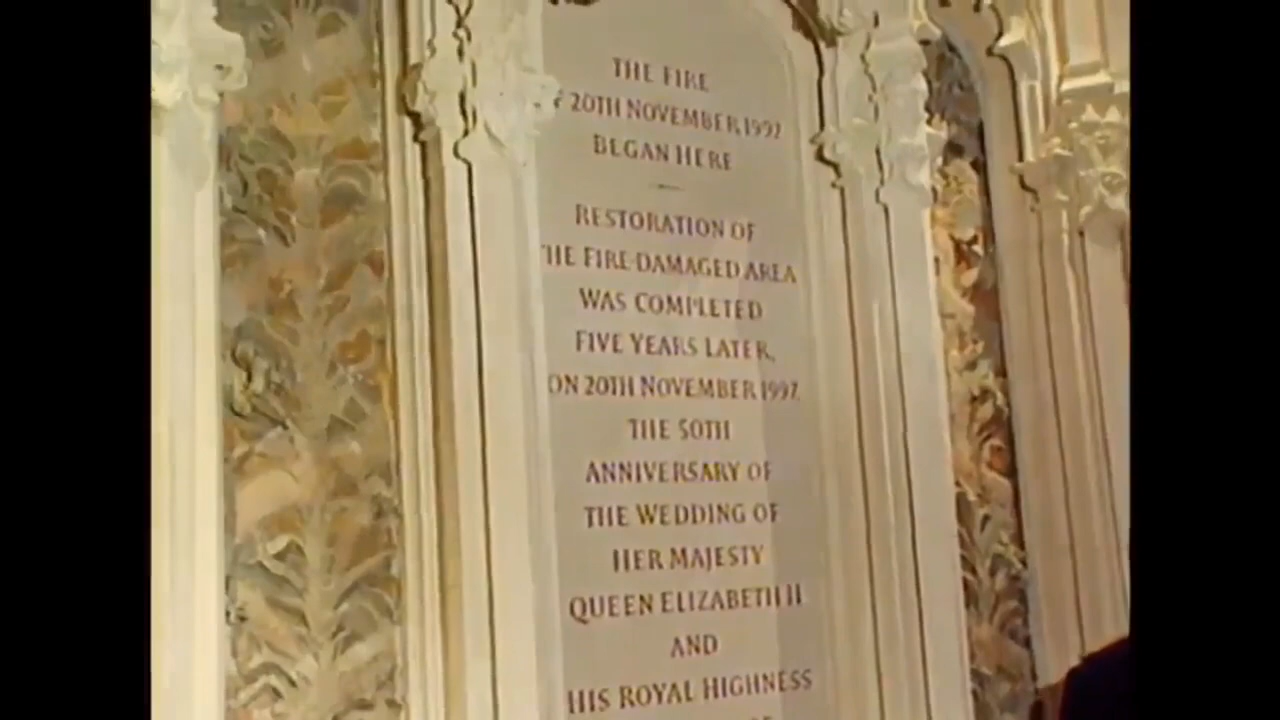 THE FIRE
20TH NOVEMBER 1992
BEGAN HERE
RESTORATION OF
THE FIRE-DAMAGED AREA
WAS COMPLETED
FIVE YEARS LATER,
ON 20TH NOVEMBER 1997,
THE 50TH
ANNIVERSARY OF
THE WEDDING OF
HER MAJESTY
QUEEN ELIZABETH II
AND
HIS ROYAL HIGHNESS